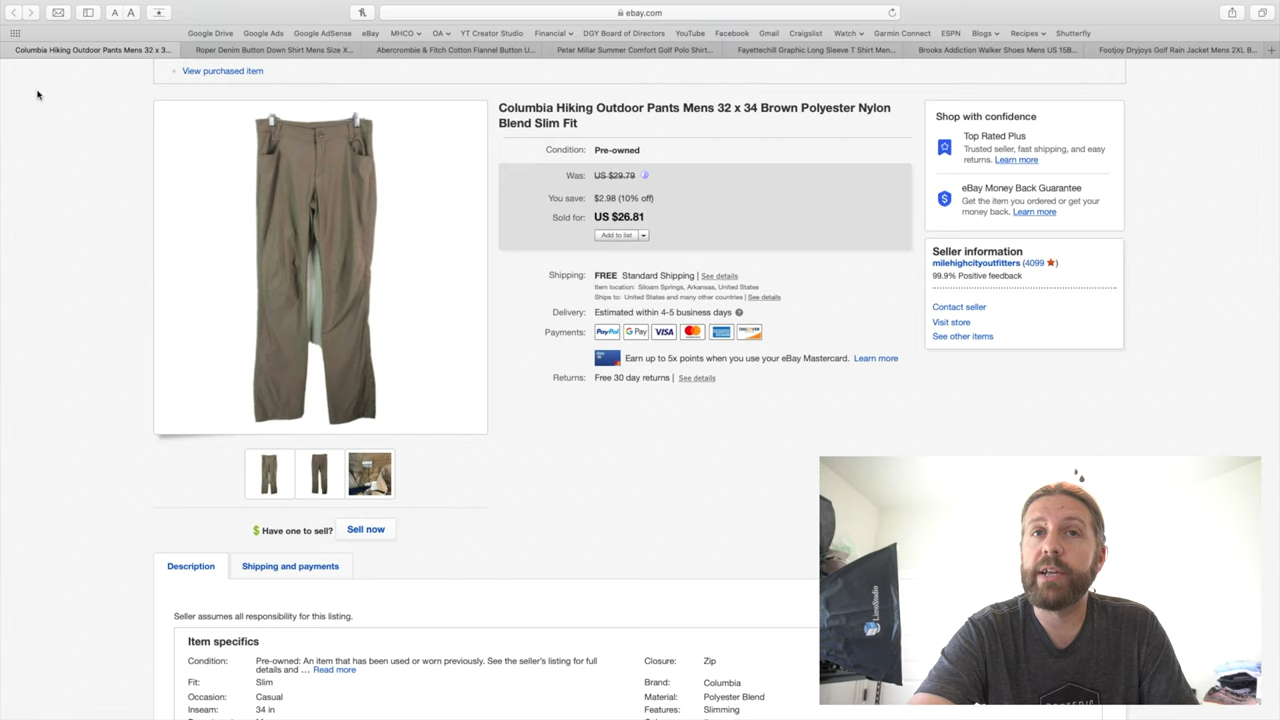 ebay.com
Google Drive Google Ads Google AdSense eBay MHCO OA YT Creator Studio Financial DGY Board of Directors YouTube Facebook Gmail Craigslist Watch Garmin Connect ESPN Blogs Recipes Shutterfly
Columbia Hiking Outdoor Pants Mens 32 x 3... Roper Denim Button Down Shirt Mens Size X... Abercrombie & Fitch Cotton Flannel Button U... Peter Millar Summer Comfort Golf Polo Shirt... Fayettechill Graphic Long Sleeve T Shirt Men... Brooks Addiction Walker Shoes Mens US 15B... Footjoy Dryjoys Golf Rain Jacket Mens 2XL B...
View purchased item
Columbia Hiking Outdoor Pants Mens 32 x 34 Brown Polyester Nylon
Blend Slim Fit
Condition: Pre-owned
Was: US $29.79
You save: $2.98 (10% off)
Sold for: US $26.81
Add to list
Shipping: FREE Standard Shipping | See details
Item location: Siloam Springs, Arkansas, United States
Ships to: United States and many other countries | See details
Delivery: Estimated within 4-5 business days
Payments: PayPal G Pay VISA
DISCOVER
Earn up to 5x points when you use your eBay Mastercard. Learn more
Returns: Free 30 day returns | See details
Shop with confidence
Top Rated Plus
Trusted seller, fast shipping, and easy
returns. Learn more
eBay Money Back Guarantee
Get the item you ordered or get your
money back. Learn more
Seller information
milehighcityoutfitters (4099)
99.9% Positive feedback
Contact seller
Visit store
See other items
$ Have one to sell? Sell now
Description Shipping and payments
Seller assumes all responsibility for this listing.
Item specifics
Condition: Pre-owned: An item that has been used or worn previously. See the seller's listing for full
details and ... Read more
Fit: Slim
Occasion: Casual
Inseam: 34 in
Closure: Zip
Brand: Columbia
Material: Polyester Blend
Features: Slimming
LimoStudio